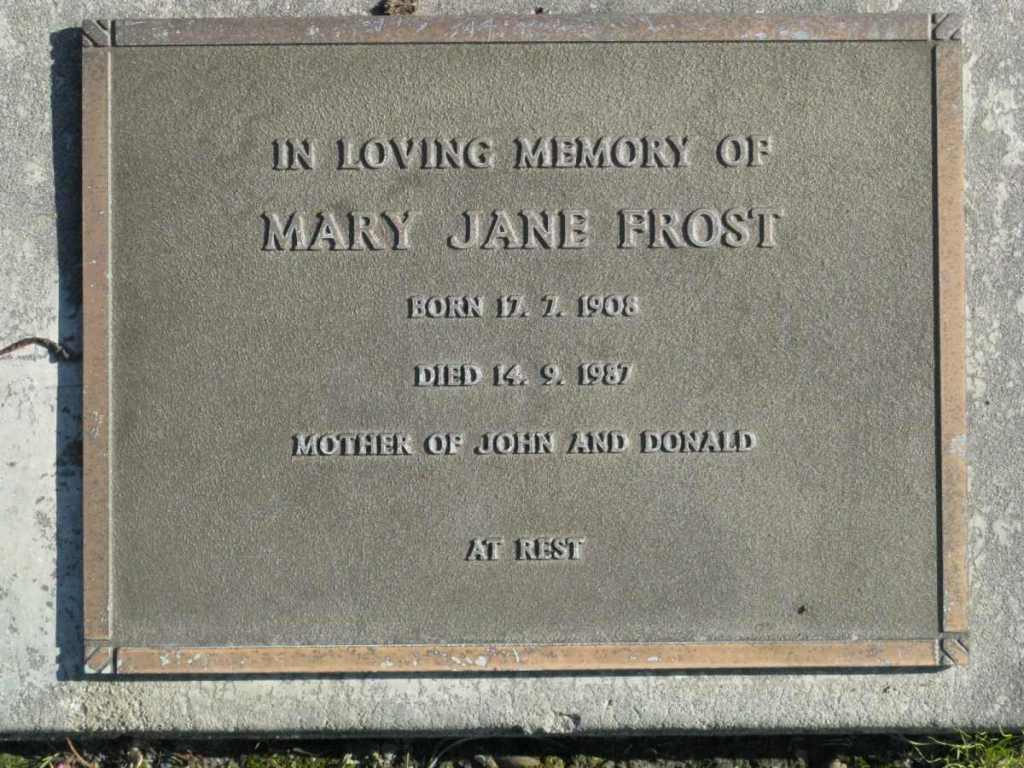 IN LOVING MEMORY OF
MARY JANE FROST
BORN 17. 7. 1908
DIED 14. 9. 1987
MOTHER OF JOHN AND DONALD
AT REST